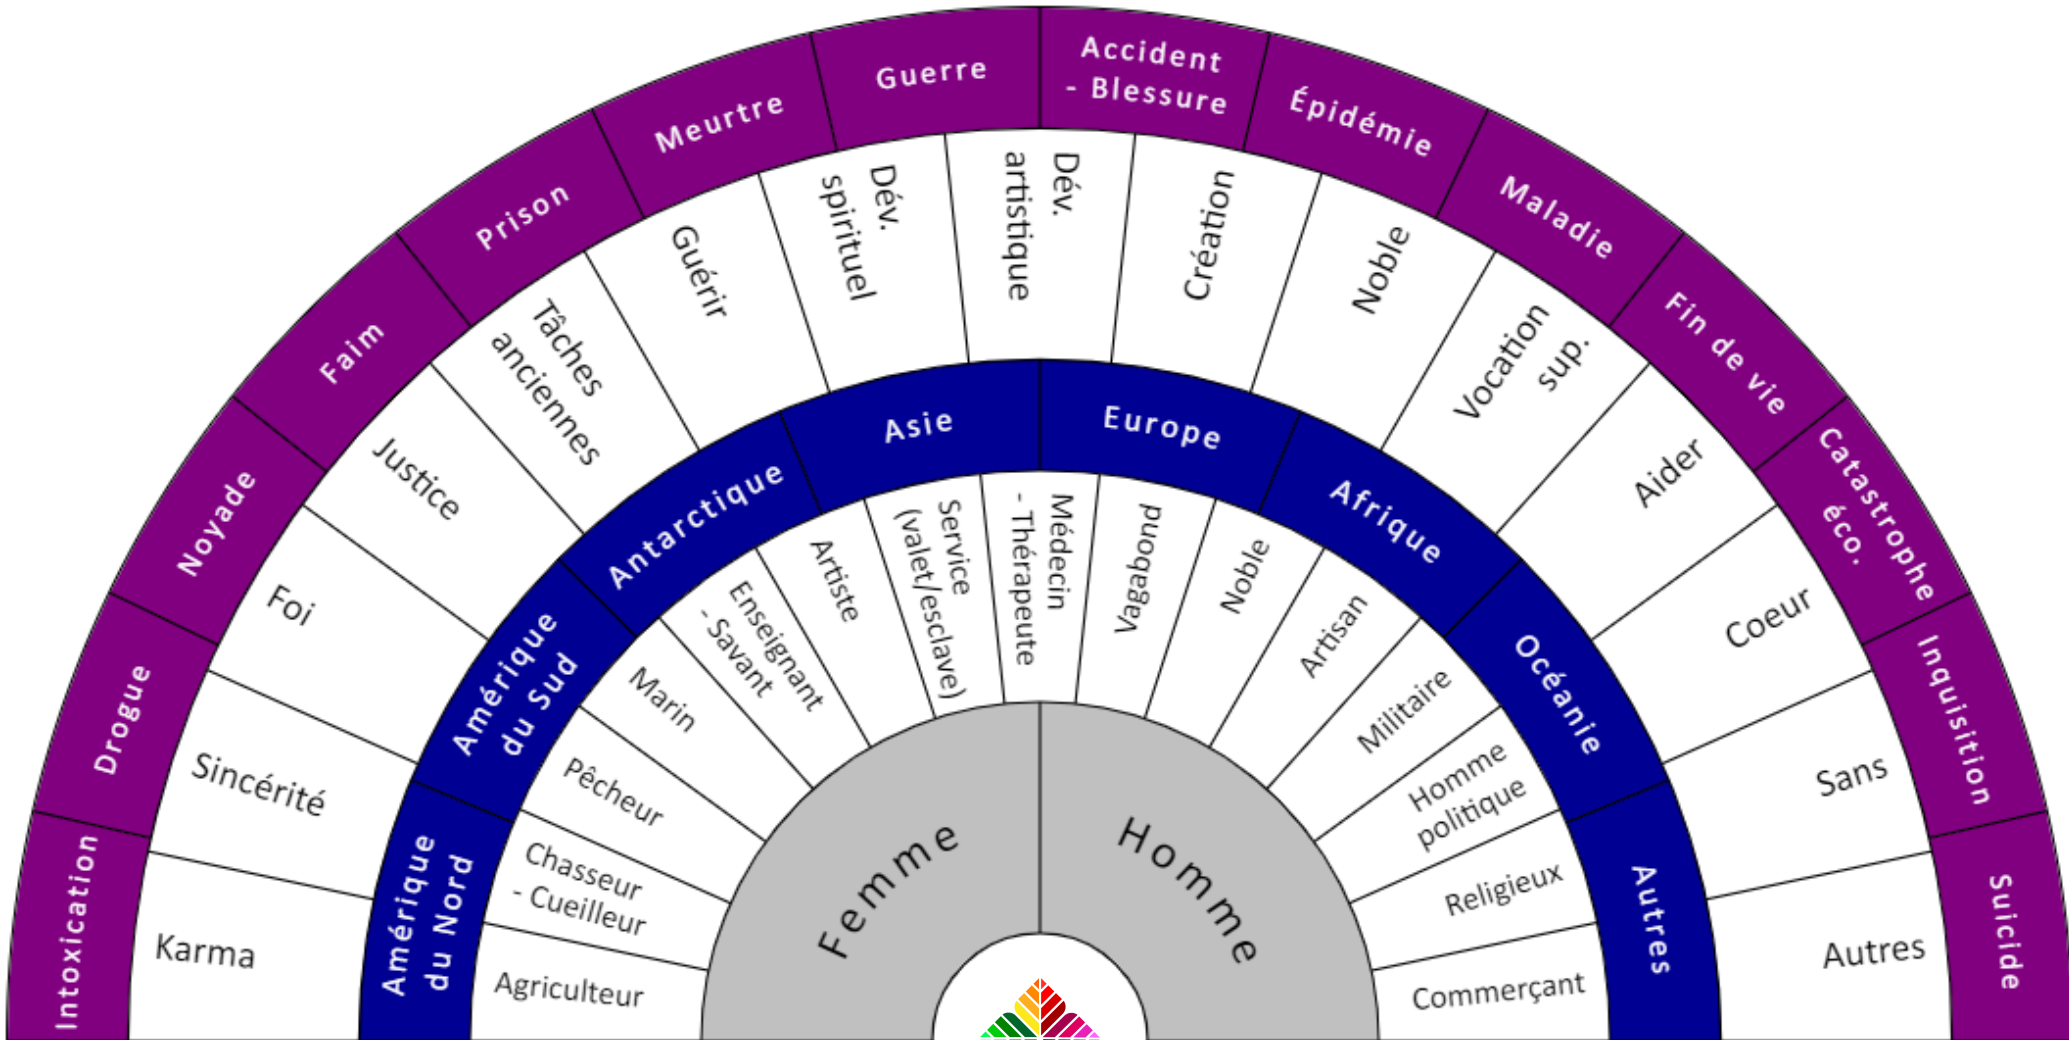 Intoxication
Drogue
Noyade
Faim
Prison
Meurtre
Guerre
Accident
- Blessure
Épidémie
Maladie
Fin de vie
Catastrophe
éco.
Inquisition
Suicide
Karma
Sincérité
Foi
Justice
Tâches
anciennes
Guérir
Dév.
spirituel
Dév.
artistique
Création
Noble
Vocation
sup.
Aider
Coeur
Sans
Autres
Amérique
du Nord
Amérique
du Sud
Antarctique
Asie
Europe
Afrique
Océanie
Autres
Agriculteur
Chasseur
- Cueilleur
Pêcheur
Marin
Enseignant
- Savant
Artiste
Service
(valet/esclave)
Médecin
- Thérapeute
Vagabond
Noble
Artisan
Militaire
Homme
politique
Religieux
Commerçant
Femme
Homme